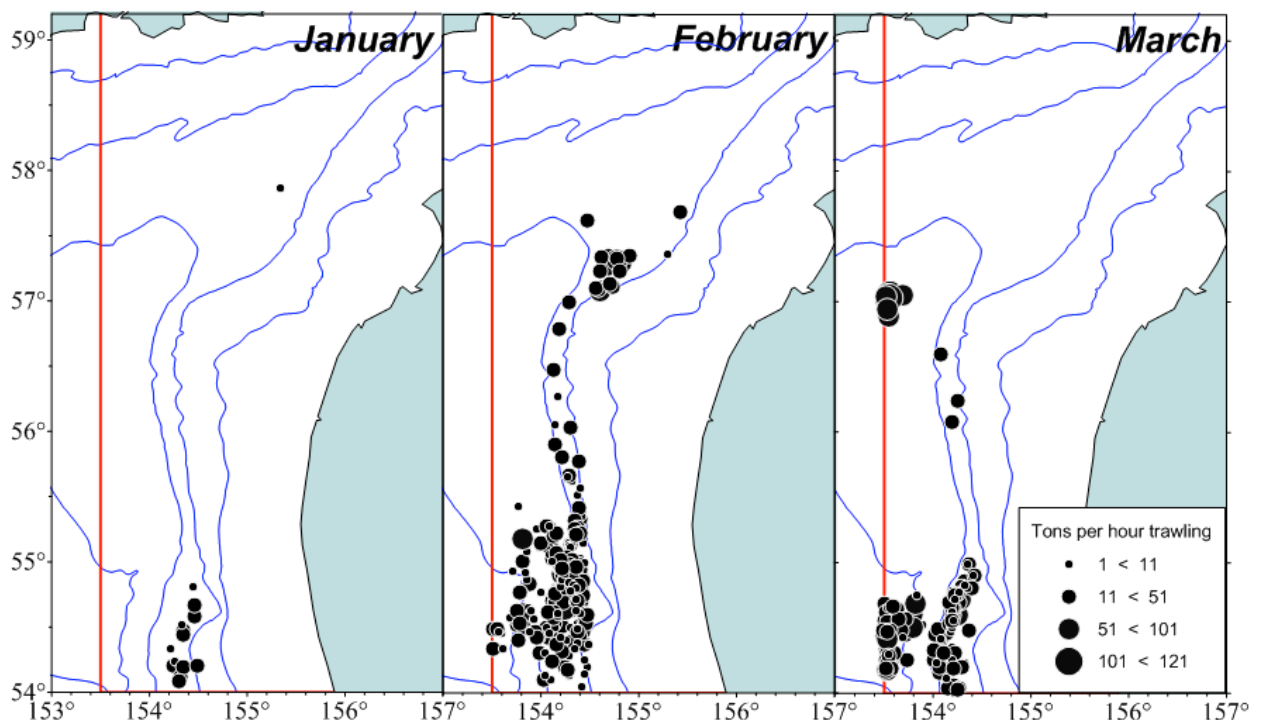 January
February
March
59°
58°
57°
56°
55°
54°
Tons per hour trawling
1 < 11
11 < 51
51 < 101
101 < 121
153° 154° 155° 156° 157° 154° 155° 156° 157° 154° 155° 156° 157°